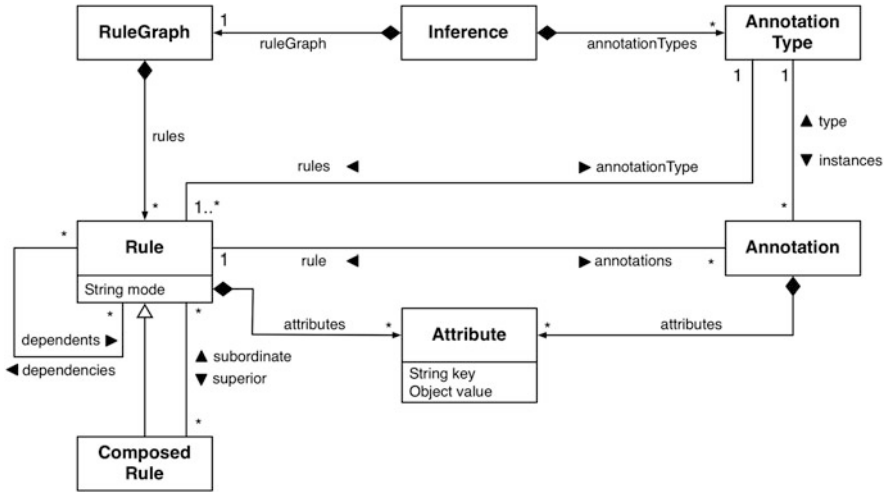 1
*
RuleGraph
Inference
Annotation
Type
ruleGraph
annotationTypes
1
1
rules
▲ type
rules ◀
▶ annotationType
▼ instances
*
1..*
*
*
Rule
Annotation
1
rule ◀
▶ annotations
*
String mode
*
*
attributes
*
Attribute
*
attributes
dependents ▶
◀ dependencies
▲ subordinate
▼ superior
String key
Object value
*
Composed
Rule